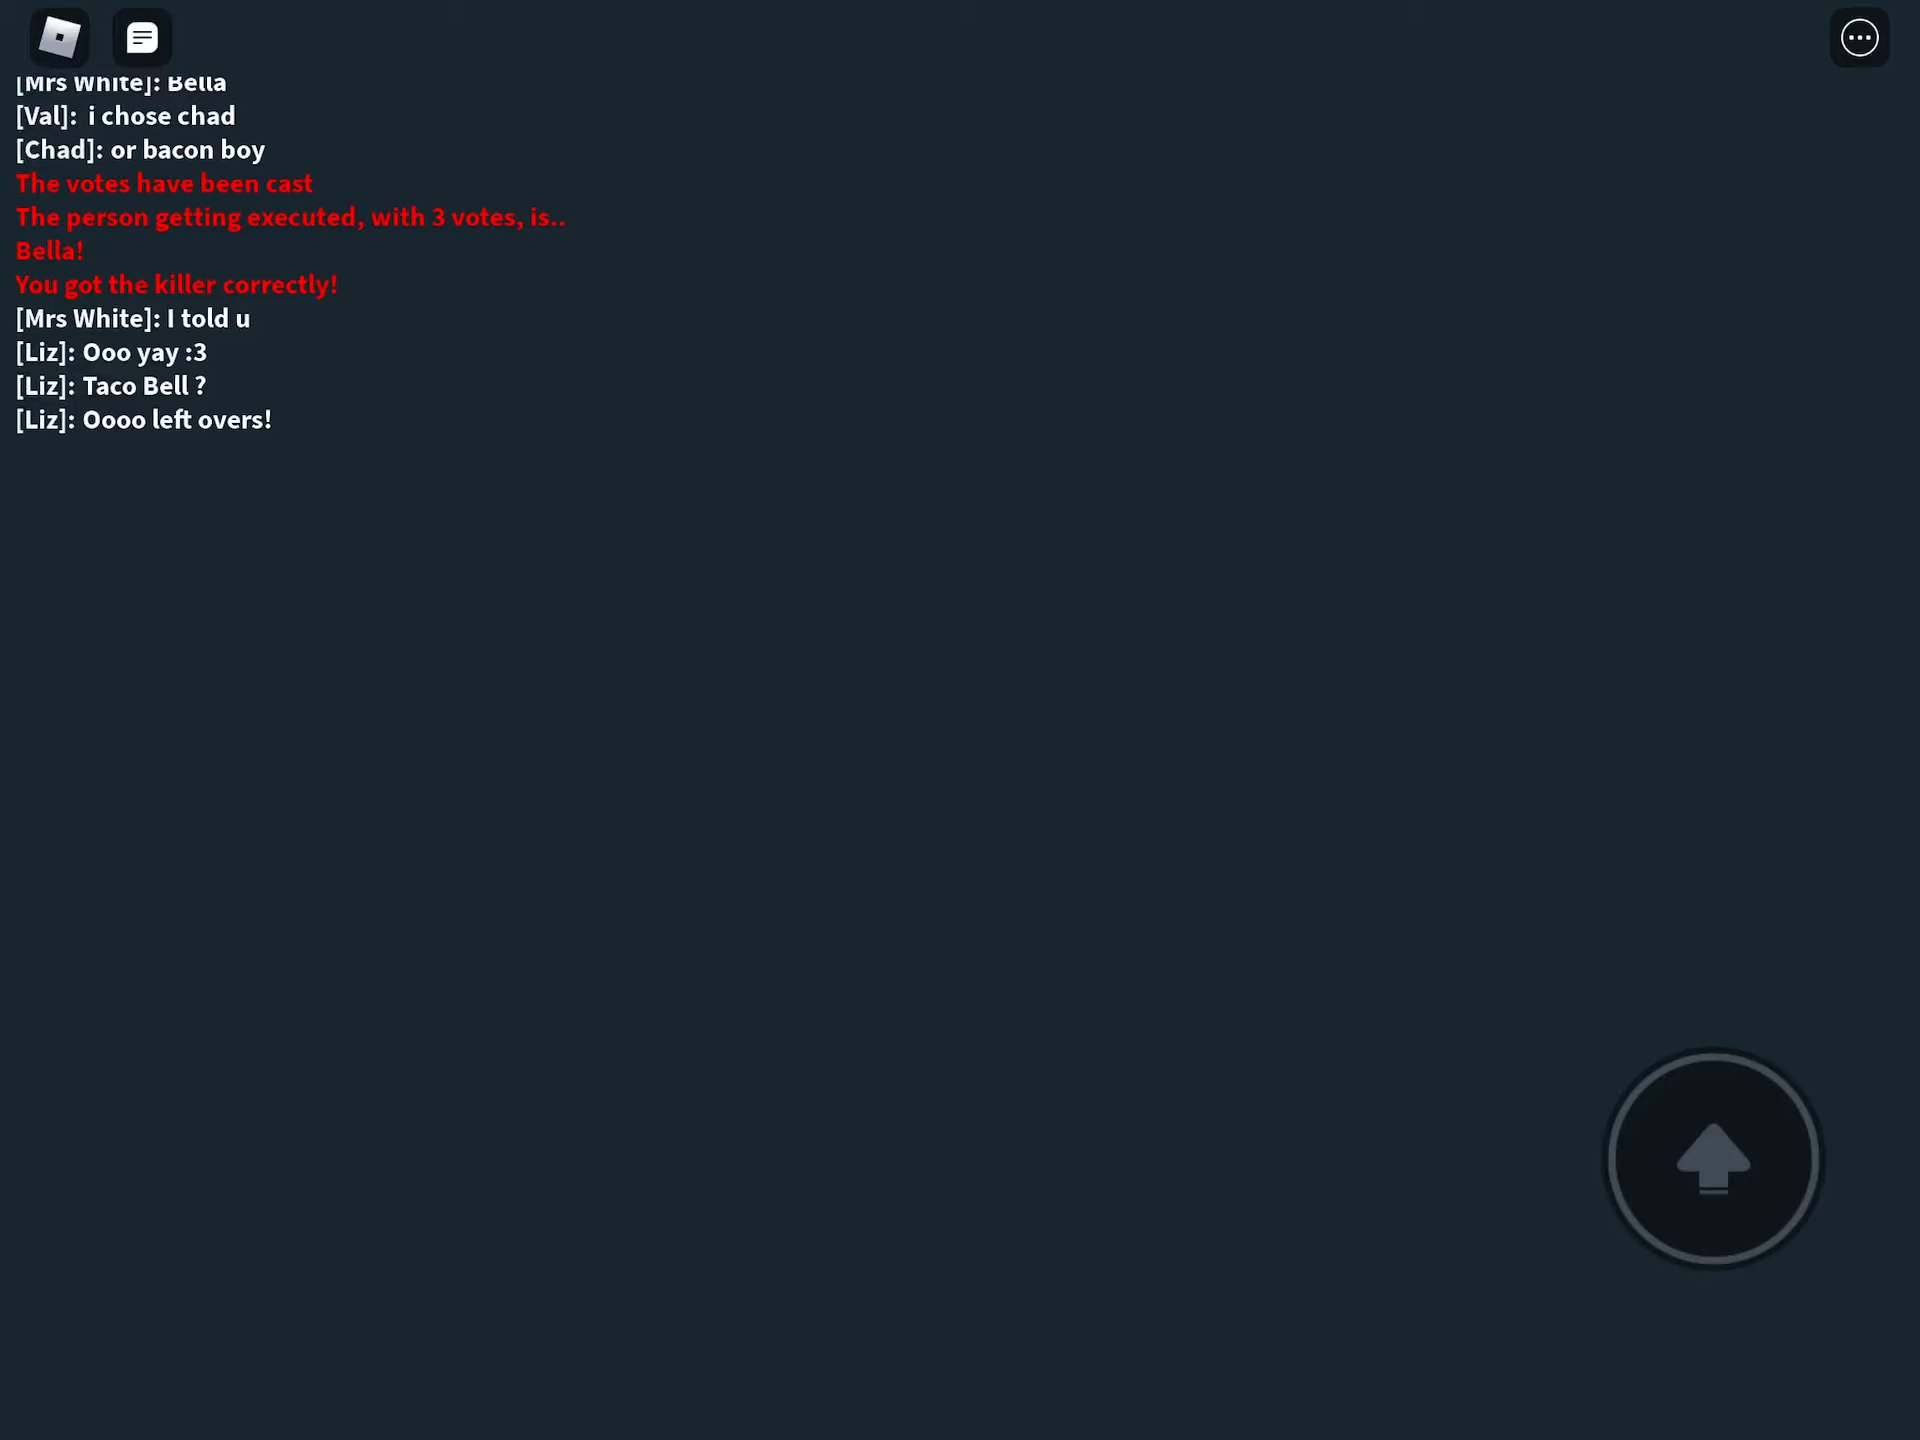 [Mrs White]: Bella
[Val]:  i chose chad
[Chad]: or bacon boy
The votes have been cast
The person getting executed, with 3 votes, is..
Bella!
You got the killer correctly!
[Mrs White]: I told u
[Liz]: Ooo yay :3
[Liz]: Taco Bell ?
[Liz]: Oooo left overs!